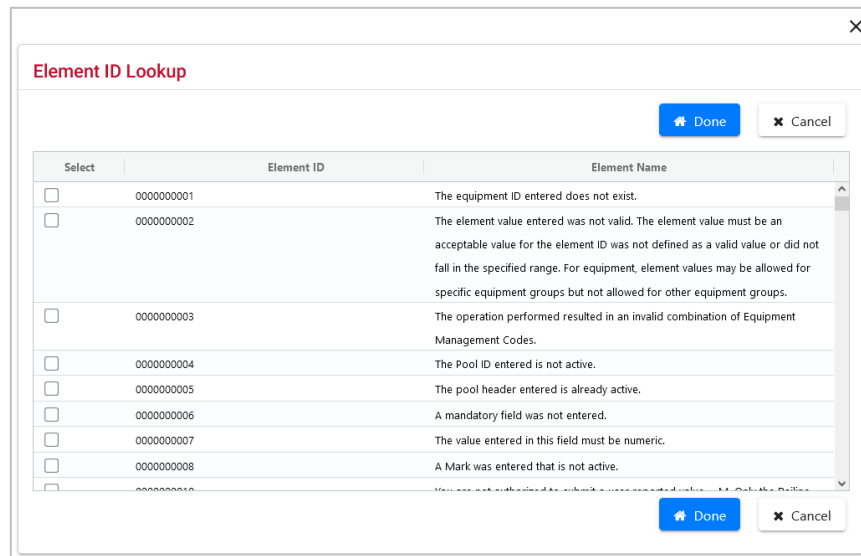 Element ID Lookup
Done
Cancel
Select
Element ID
Element Name
0000000001
The equipment ID entered does not exist.
0000000002
The element value entered was not valid. The element value must be an
acceptable value for the element ID was not defined as a valid value or did not
fall in the specified range. For equipment, element values may be allowed for
specific equipment groups but not allowed for other equipment groups.
0000000003
The operation performed resulted in an invalid combination of Equipment
Management Codes.
0000000004
The Pool ID entered is not active.
0000000005
The pool header entered is already active.
0000000006
A mandatory field was not entered.
0000000007
The value entered in this field must be numeric.
0000000008
A Mark was entered that is not active.
Done
Cancel